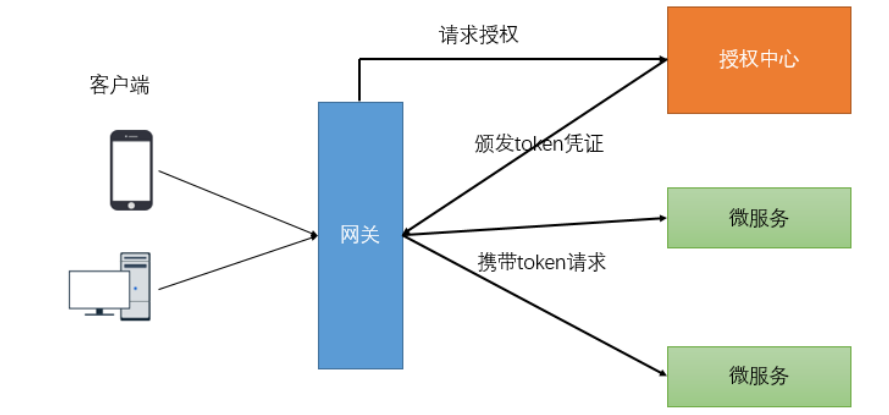 请求授权
授权中心
客户端
颁发token凭证
微服务
网关
携带token请求
微服务